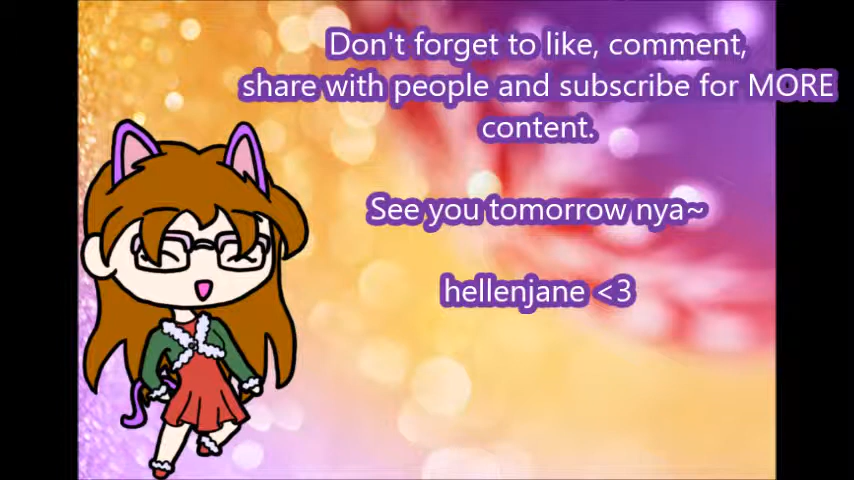 Don't forget to like, comment,
share with people and subscribe for MORE
content.
See you tomorrow nya~
hellenjane <3